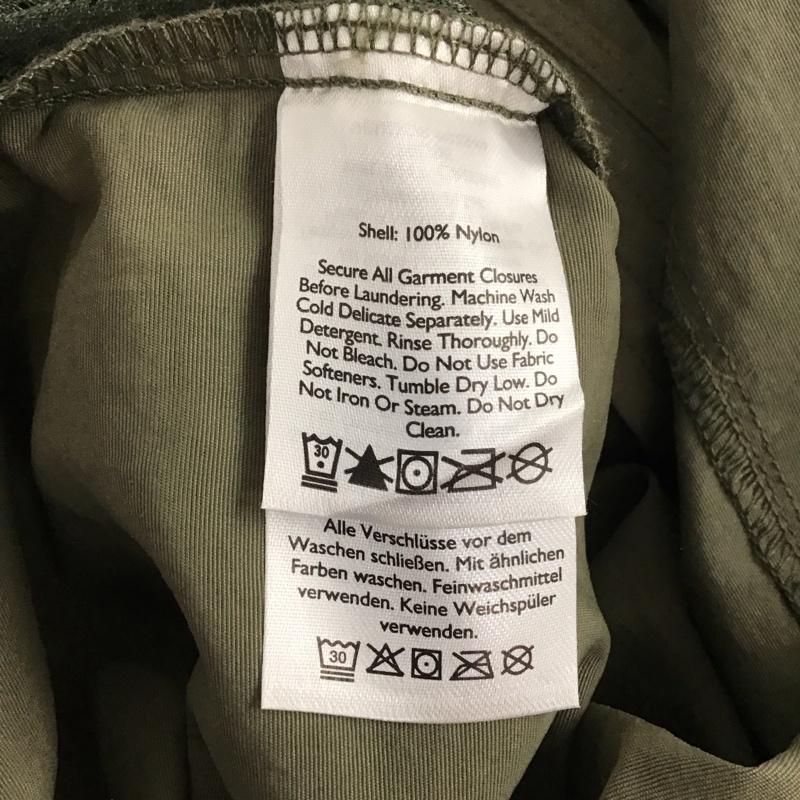 Shell: 100% Nylon
Secure All Garment Closures
Before Laundering. Machine Wash
Cold Delicate Separately. Use Mild
Detergent. Rinse Thoroughly. Do
Not Bleach. Do Not Use Fabric
Softeners. Tumble Dry Low. Do
Not Iron Or Steam. Do Not Dry
Clean.
30
Alle Verschlüsse vor dem
Waschen schließen. Mit ähnlichen
Farben waschen. Feinwaschmittel
verwenden. Keine Weichspüler
verwenden.
30